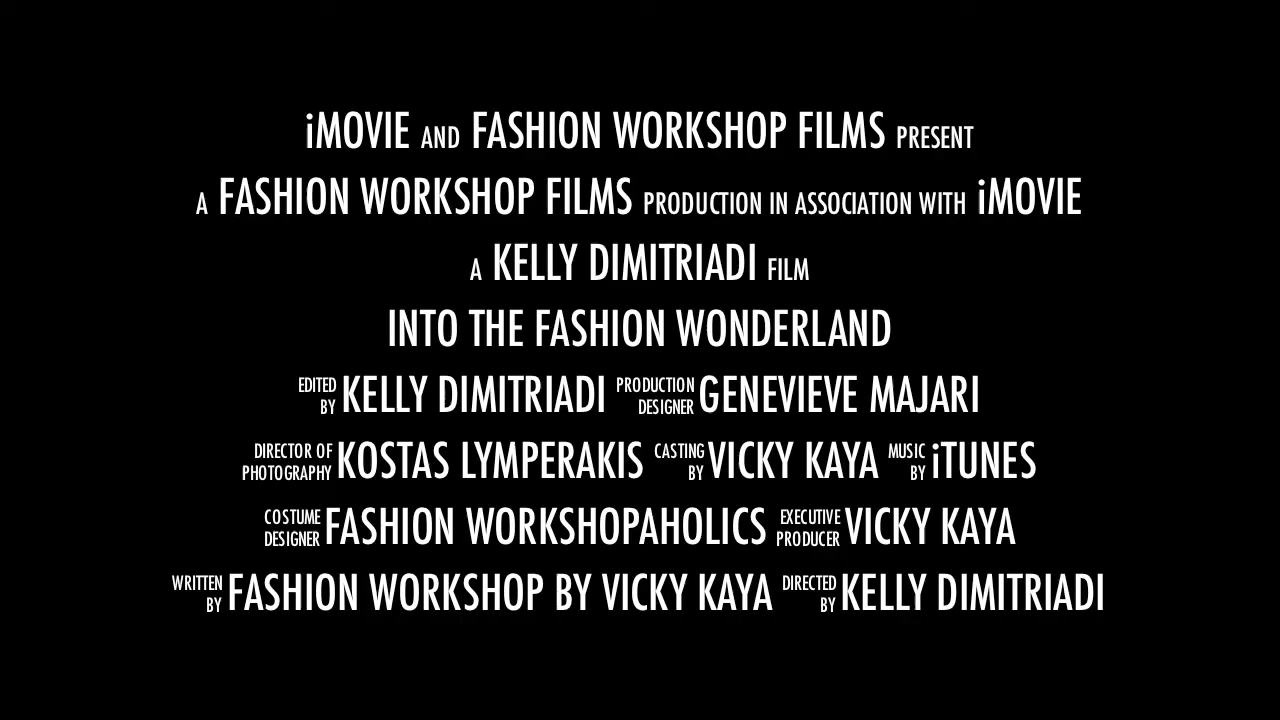 iMOVIE AND FASHION WORKSHOP FILMS PRESENT
A FASHION WORKSHOP FILMS PRODUCTION IN ASSOCIATION WITH iMOVIE
A KELLY DIMITRIADI FILM
INTO THE FASHION WONDERLAND
EDITED BY KELLY DIMITRIADI PRODUCTION DESIGNER GENEVIEVE MAJARI
DIRECTOR OF PHOTOGRAPHY KOSTAS LYMPERAKIS CASTING BY VICKY KAYA MUSIC BY iTUNES
COSTUME DESIGNER FASHION WORKSHOPAHOLICS EXECUTIVE PRODUCER VICKY KAYA
WRITTEN BY FASHION WORKSHOP BY VICKY KAYA DIRECTED BY KELLY DIMITRIADI